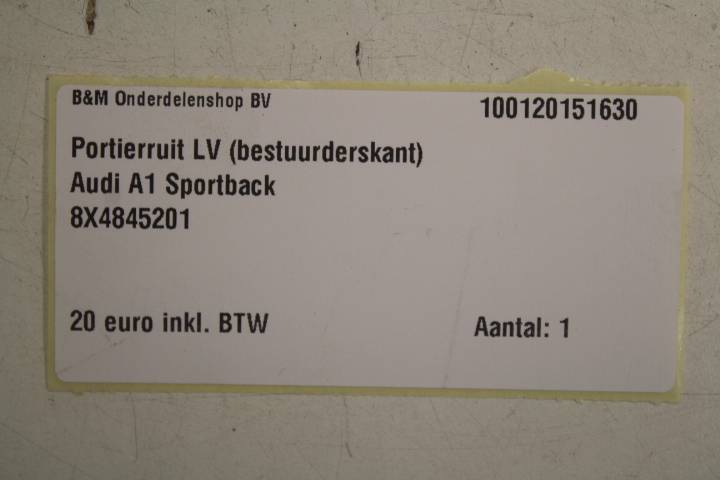 B&M Onderdelenshop BV 100120151630
Portierruit LV (bestuurderskant)
Audi A1 Sportback
8X4845201
20 euro inkl. BTW Aantal: 1